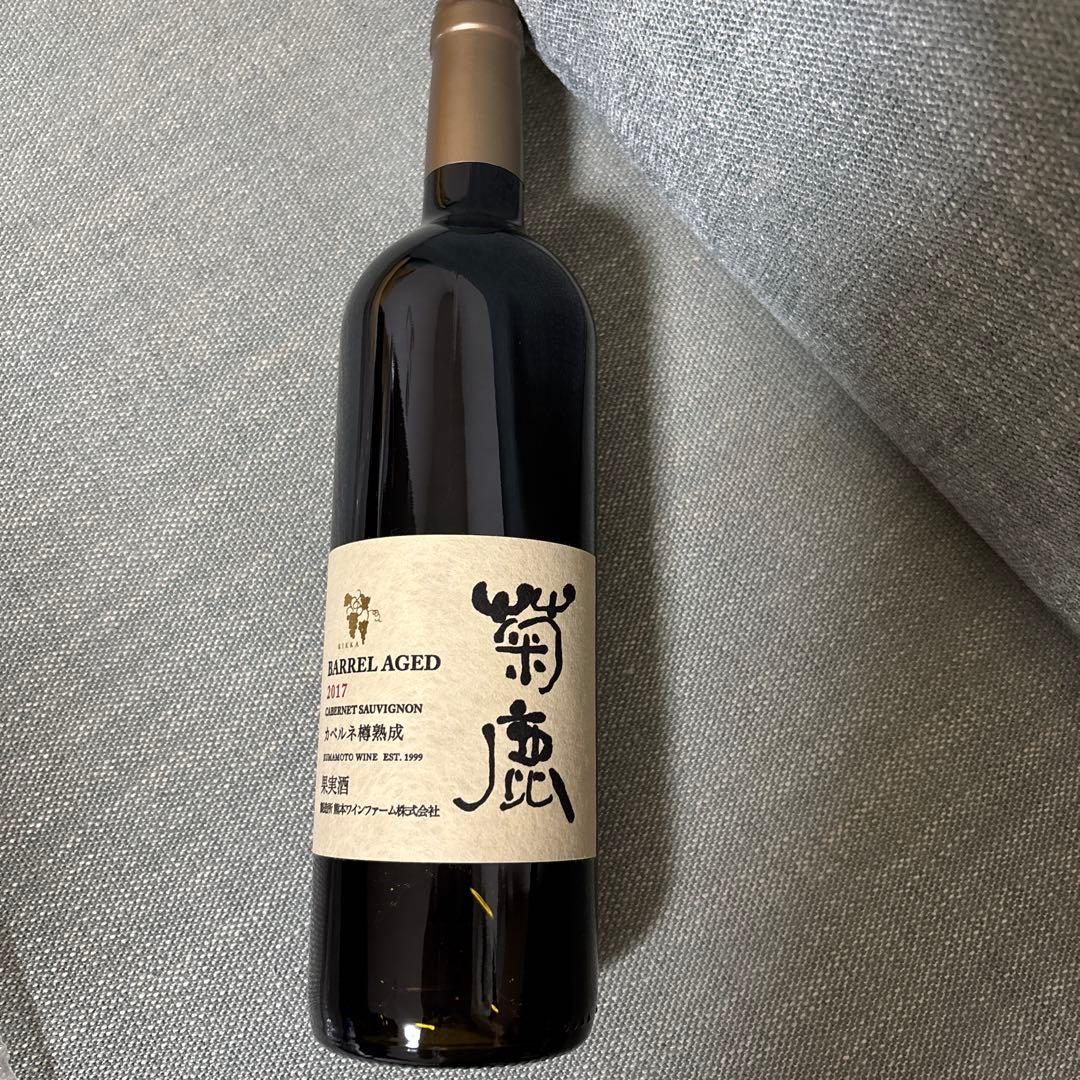 菊鹿
KIKKA
BARREL AGED
2017
CABERNET SAUVIGNON
カベルネ樽熟成
KUMAMOTO WINE EST. 1999
果実酒
製造所 熊本ワインファーム株式会社